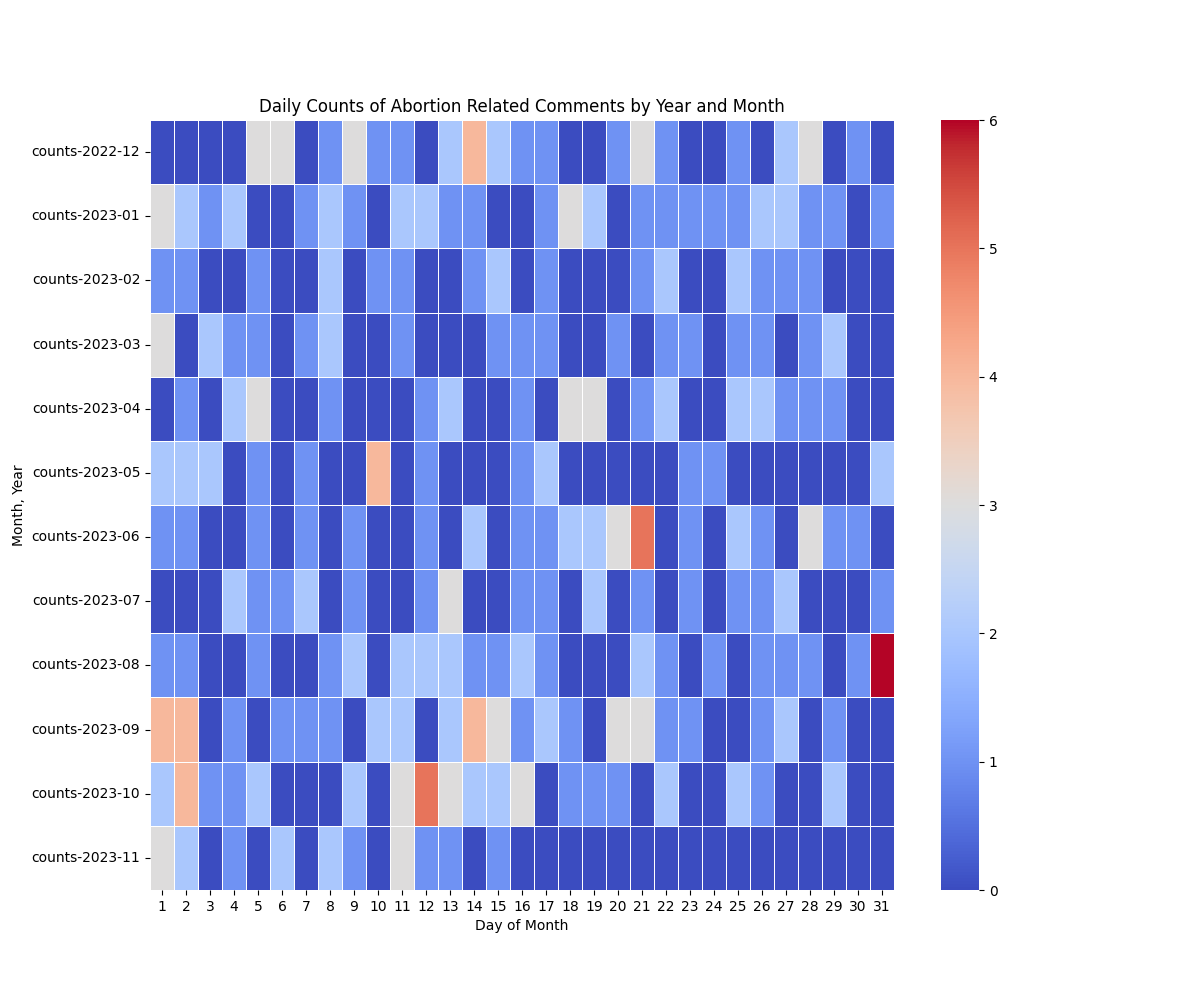 Daily Counts of Abortion Related Comments by Year and Month
counts-2022-12
counts-2023-01
counts-2023-02
counts-2023-03
counts-2023-04
counts-2023-05
counts-2023-06
counts-2023-07
counts-2023-08
counts-2023-09
counts-2023-10
counts-2023-11
Month, Year
1 2 3 4 5 6 7 8 9 10 11 12 13 14 15 16 17 18 19 20 21 22 23 24 25 26 27 28 29 30 31
Day of Month
6
5
4
3
2
1
0